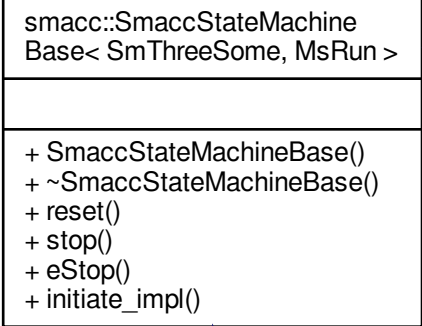 smacc::SmaccStateMachine
Base< SmThreeSome, MsRun >
+ SmaccStateMachineBase()
+ ~SmaccStateMachineBase()
+ reset()
+ stop()
+ eStop()
+ initiate_impl()